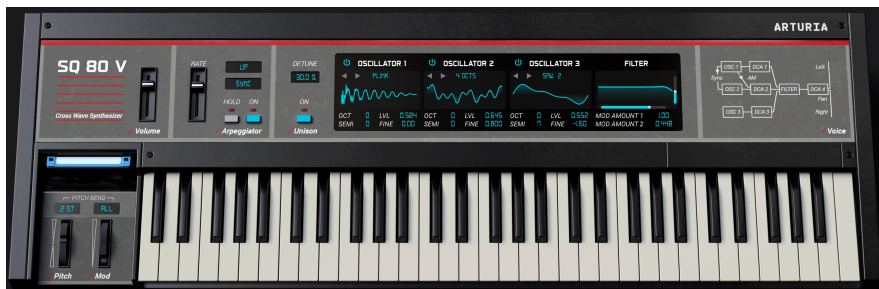 ARTURIA
SQ 80 V
Cross Wave Synthesizer
Volume
RATE
UP
SYNC
HOLD ON
Arpeggiator
DETUNE
30.0 %
ON
Unison
OSCILLATOR 1
PLINK
OCT 0 LVL 0.584
SEMI 0 FINE 0.00
OSCILLATOR 2
4 OCTS
OCT 0 LVL 0.645
SEMI 0 FINE 0.800
OSCILLATOR 3
SAW 2
OCT 0 LVL 0.552
SEMI 7 FINE -1.60
FILTER
MOD AMOUNT 1 1.00
MOD AMOUNT 2 0.448
OSC 1 DCA 1 Left
Sync AM
OSC 2 DCA 2 FILTER DCA 4
Pan
OSC 3 DCA 3 Right
Voice
PITCH BEND
2 ST ALL
Pitch Mod